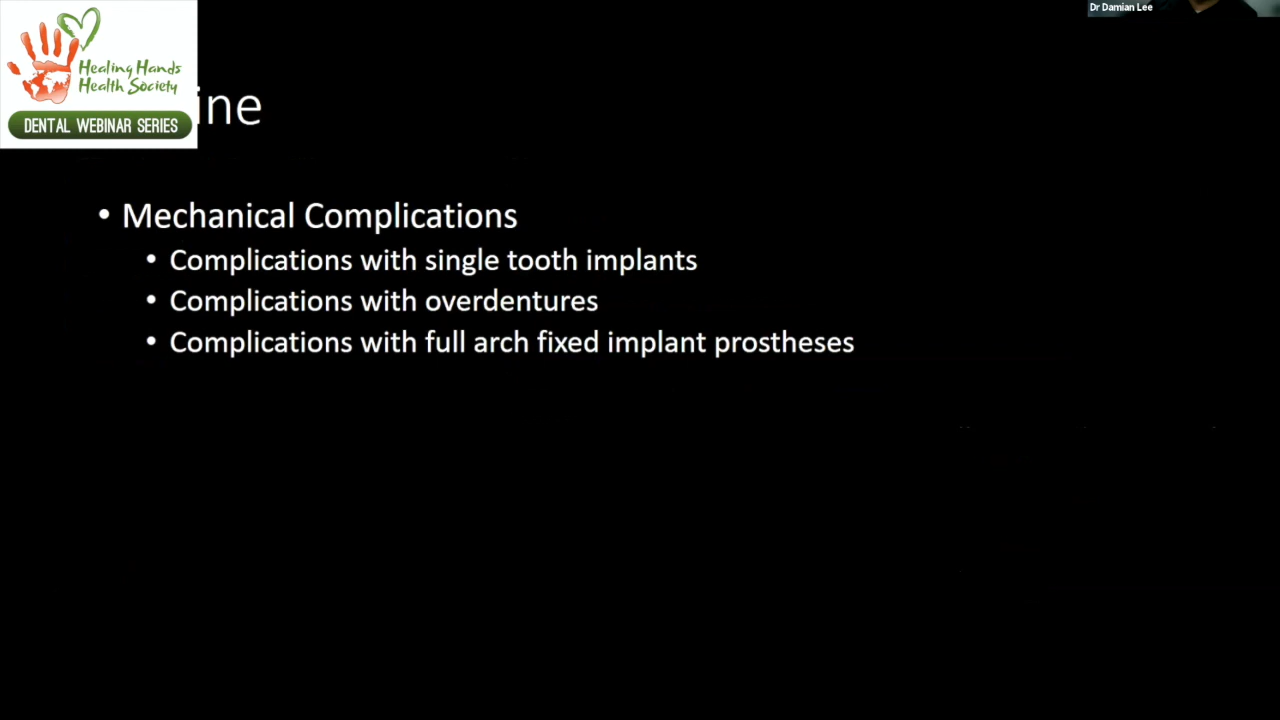 Dr Damian Lee
Healing Hands
Health Society
DENTAL WEBINAR SERIES
ine
• Mechanical Complications
• Complications with single tooth implants
• Complications with overdentures
• Complications with full arch fixed implant prostheses